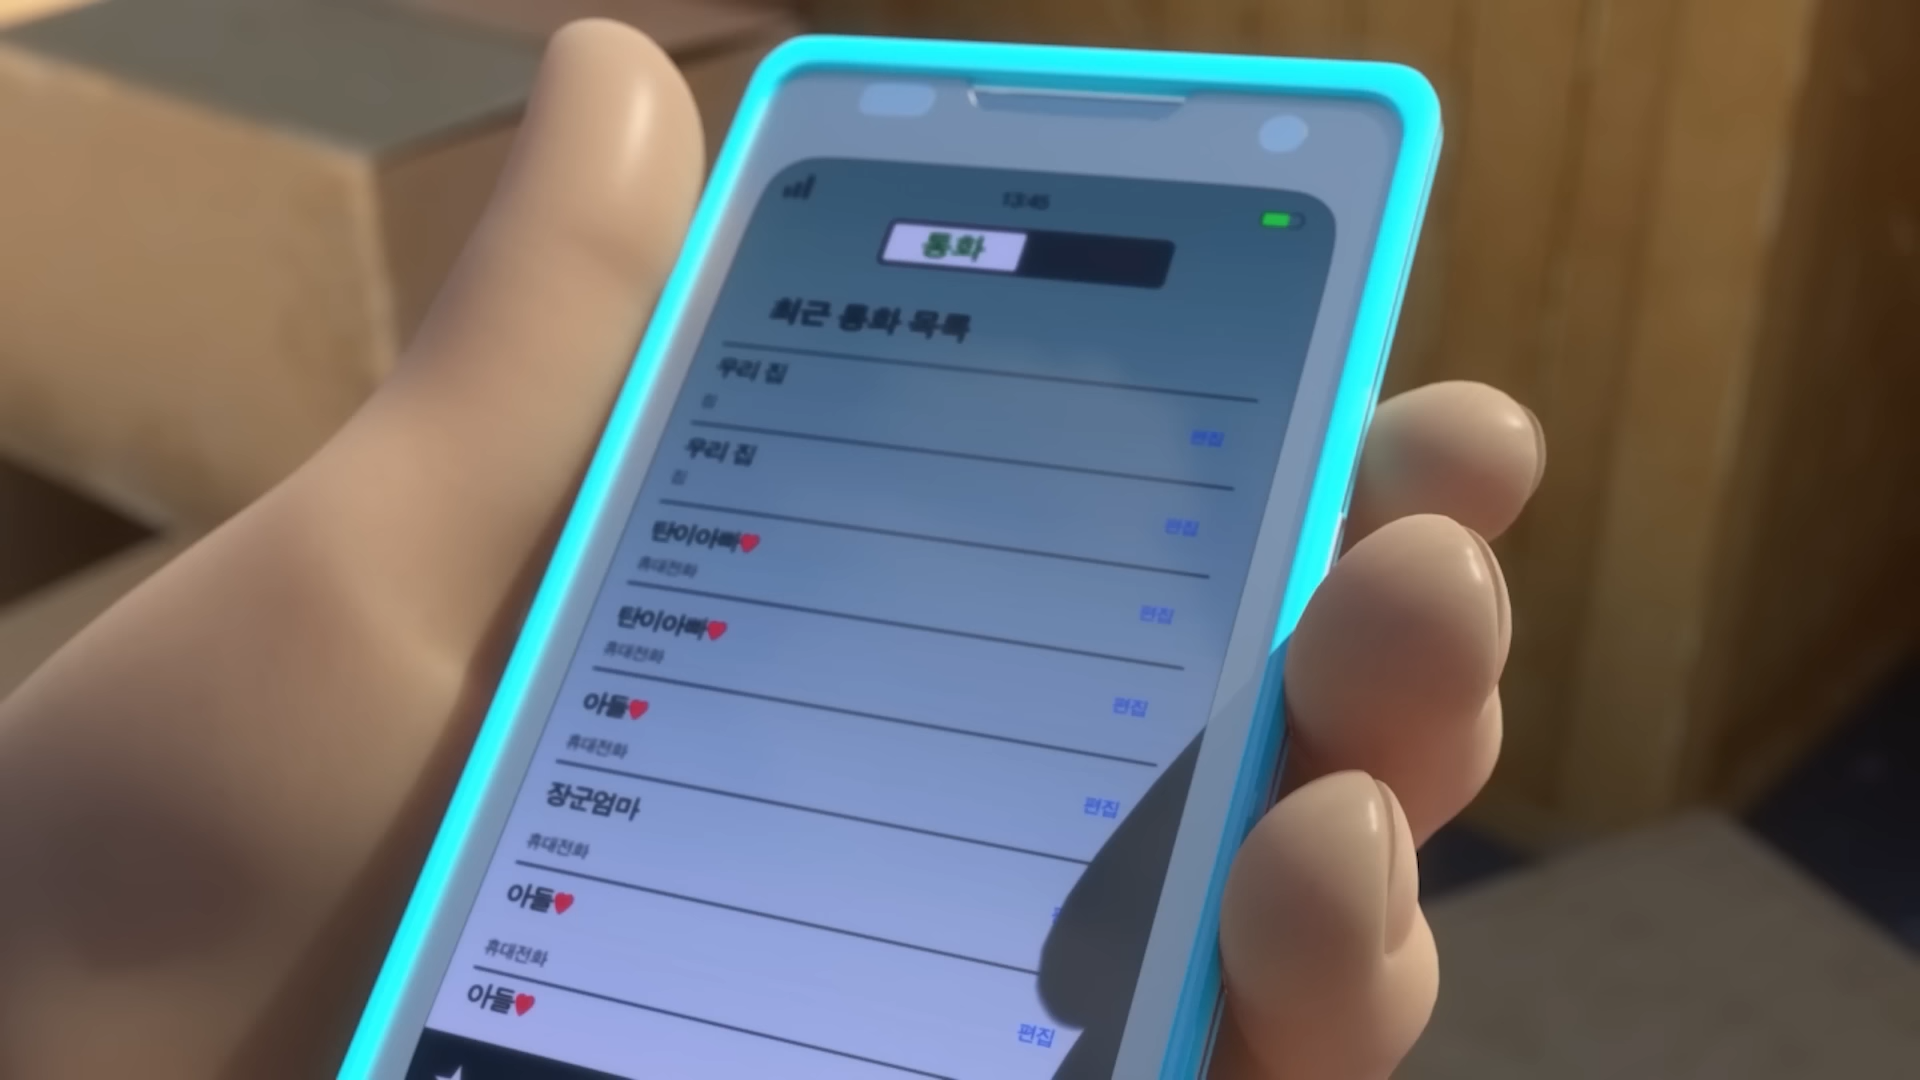 13:45
통화
최근 통화 목록
우리 집
집
편집
우리 집
집
편집
탄이아빠❤
휴대전화
편집
탄이아빠❤
휴대전화
편집
아들❤
휴대전화
편집
장군엄마
휴대전화
아들❤
휴대전화
편집
아들❤